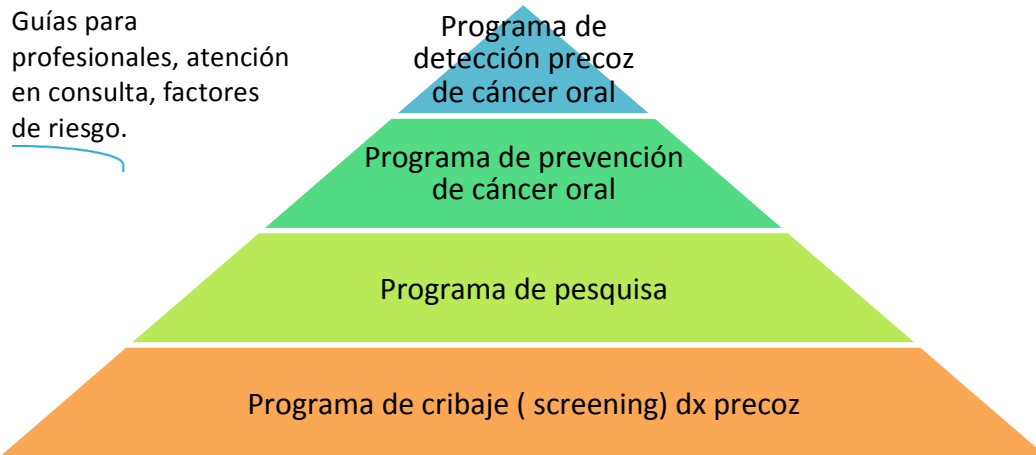 Guías para
profesionales, atención
en consulta, factores
de riesgo.
Programa de
detección precoz
de cáncer oral
Programa de prevención
de cáncer oral
Programa de pesquisa
Programa de cribaje ( screening) dx precoz